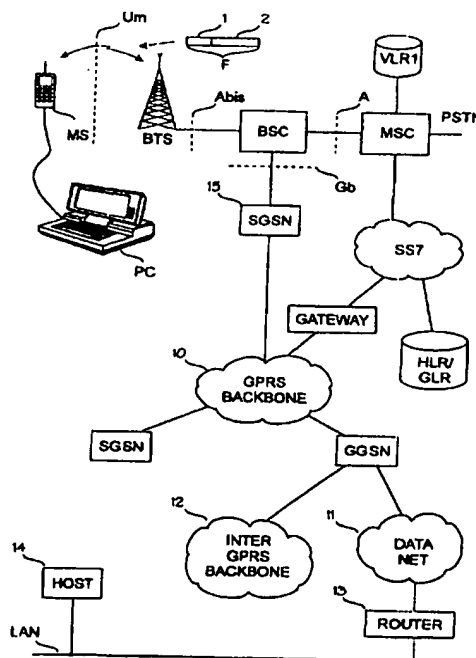 Um
1
2
F
VLR1
Abis
A
MS
BTS
BSC
MSC
PSTN
Gb
15
SGSN
PC
SS7
GATEWAY
10
GPRS
BACKBONE
HLR/
GLR
SGSN
GGSN
12
11
INTER
GPRS
BACKBONE
DATA
NET
14
HOST
13
ROUTER
LAN